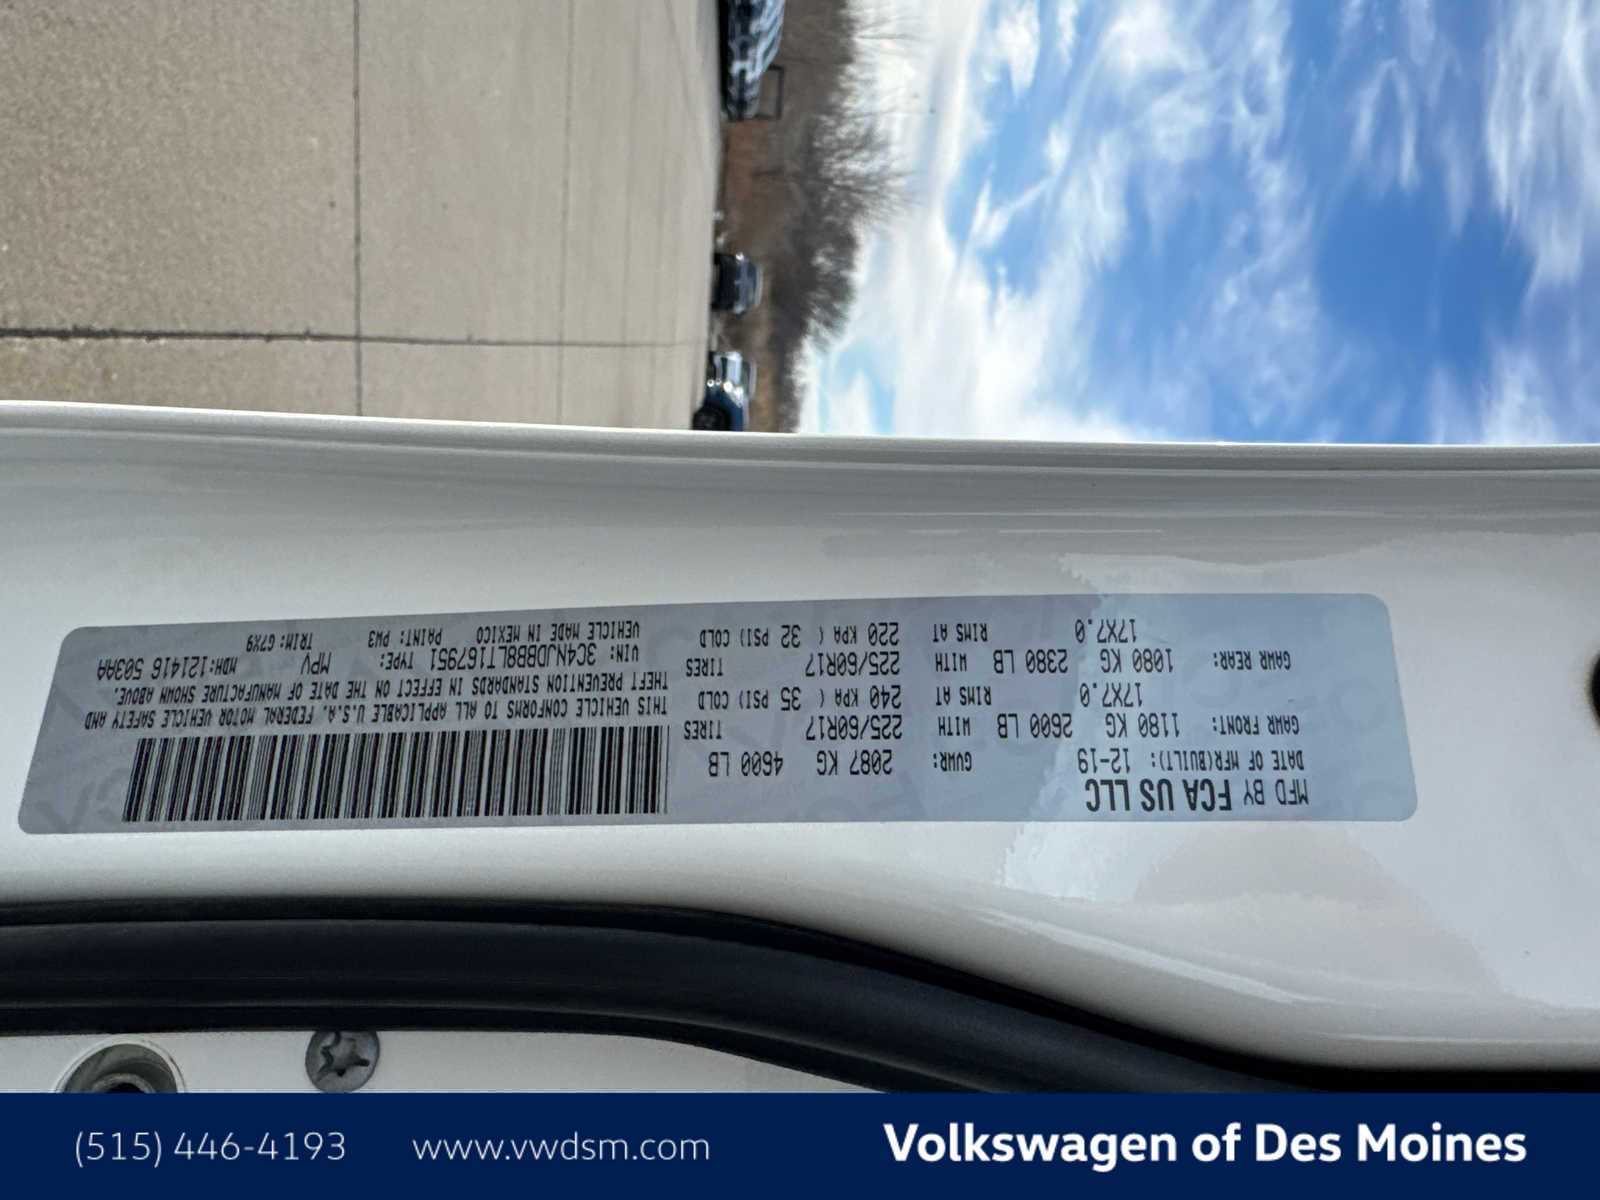 MFD BY FCA US LLC
DATE OF MFR(BUILT): 12-19 GVWR: 2087 KG 4600 LB
GAWR FRONT: 1180 KG 2600 LB WITH 225/60R17 TIRES
17X7.0 RIMS AT 240 KPA ( 35 PSI) COLD
GAWR REAR: 1080 KG 2380 LB WITH 225/60R17 TIRES
17X7.0 RIMS AT 220 KPA ( 32 PSI) COLD
THIS VEHICLE CONFORMS TO ALL APPLICABLE U.S.A. FEDERAL MOTOR VEHICLE SAFETY AND
THEFT PREVENTION STANDARDS IN EFFECT ON THE DATE OF MANUFACTURE SHOWN ABOVE.
VIN: 3C4NJDBB8LT167951 TYPE: MPV MDH:121416 503AA
VEHICLE MADE IN MEXICO PAINT: PW3 TRIM: G7X9
(515) 446-4193 www.vwdsm.com Volkswagen of Des Moines